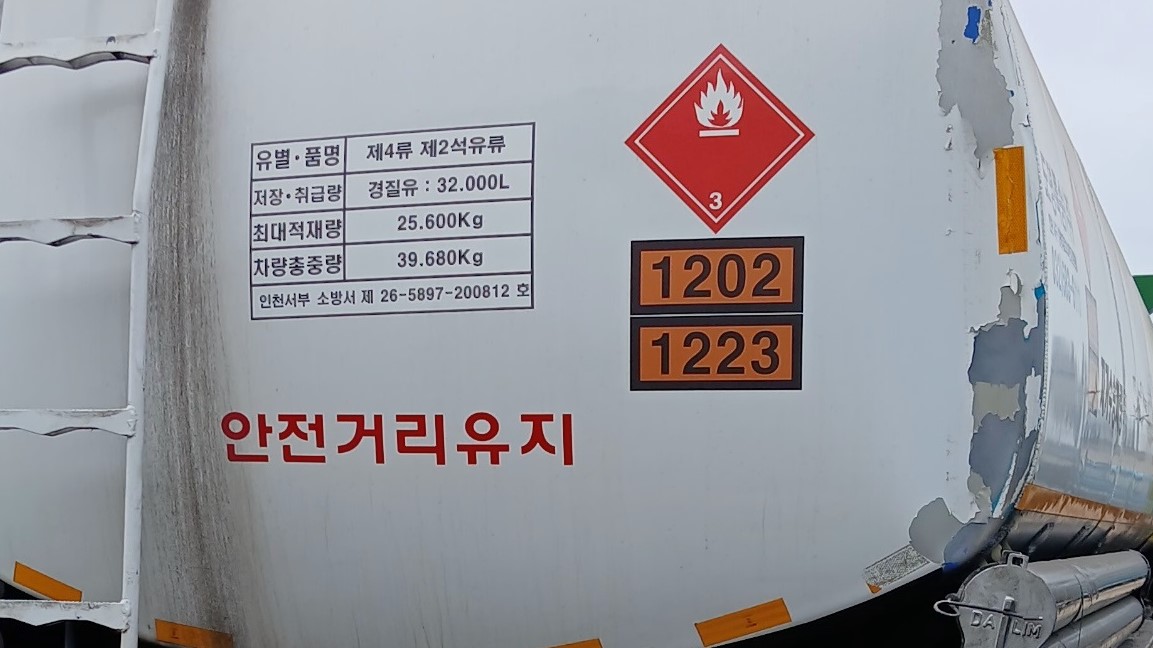 유별·품명 제4류 제2석유류
저장·취급량 경질유 : 32.000L
최대적재량 25.600Kg
차량총중량 39.680Kg
인천서부 소방서 제 26-5897-200812 호
3
1202
1223
안전거리유지
DALIM